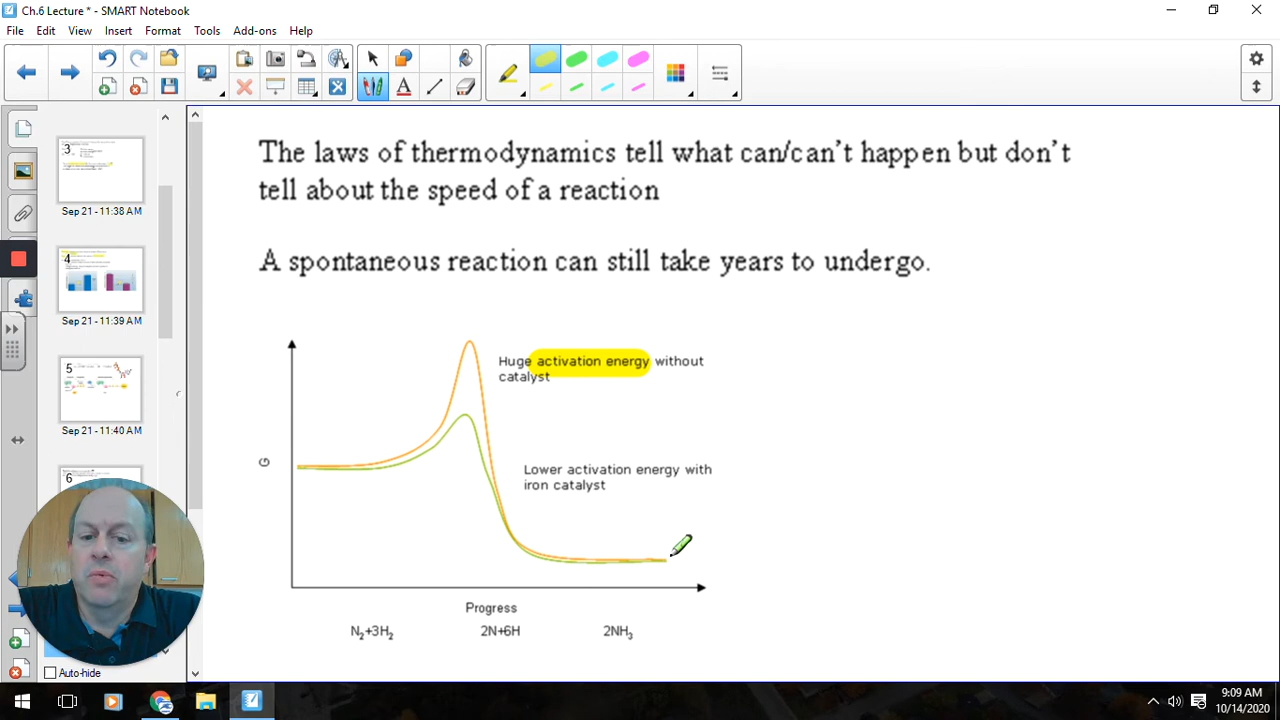 Ch.6 Lecture * - SMART Notebook
File Edit View Insert Format Tools Add-ons Help
3
Sep 21 - 11:38 AM
4
Sep 21 - 11:39 AM
5
Sep 21 - 11:40 AM
6
Auto-hide
The laws of thermodynamics tell what can/can't happen but don't
tell about the speed of a reaction
A spontaneous reaction can still take years to undergo.
Huge activation energy without
catalyst
G
Lower activation energy with
iron catalyst
Progress
N₂+3H₂ 2N+6H 2NH₃
9:09 AM
10/14/2020